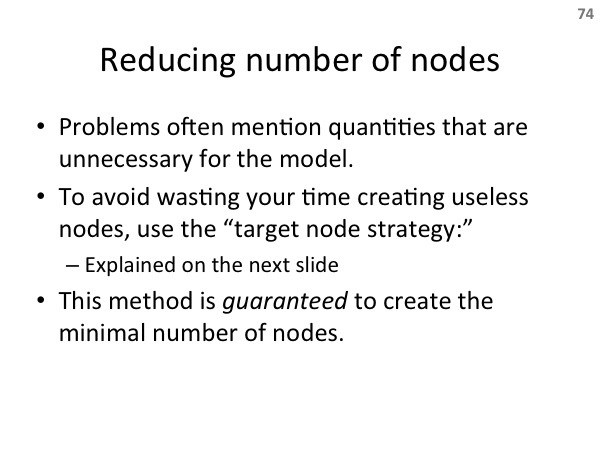 74
Reducing number of nodes
• Problems often mention quantities that are
unnecessary for the model.
• To avoid wasting your time creating useless
nodes, use the “target node strategy:”
– Explained on the next slide
• This method is guaranteed to create the
minimal number of nodes.